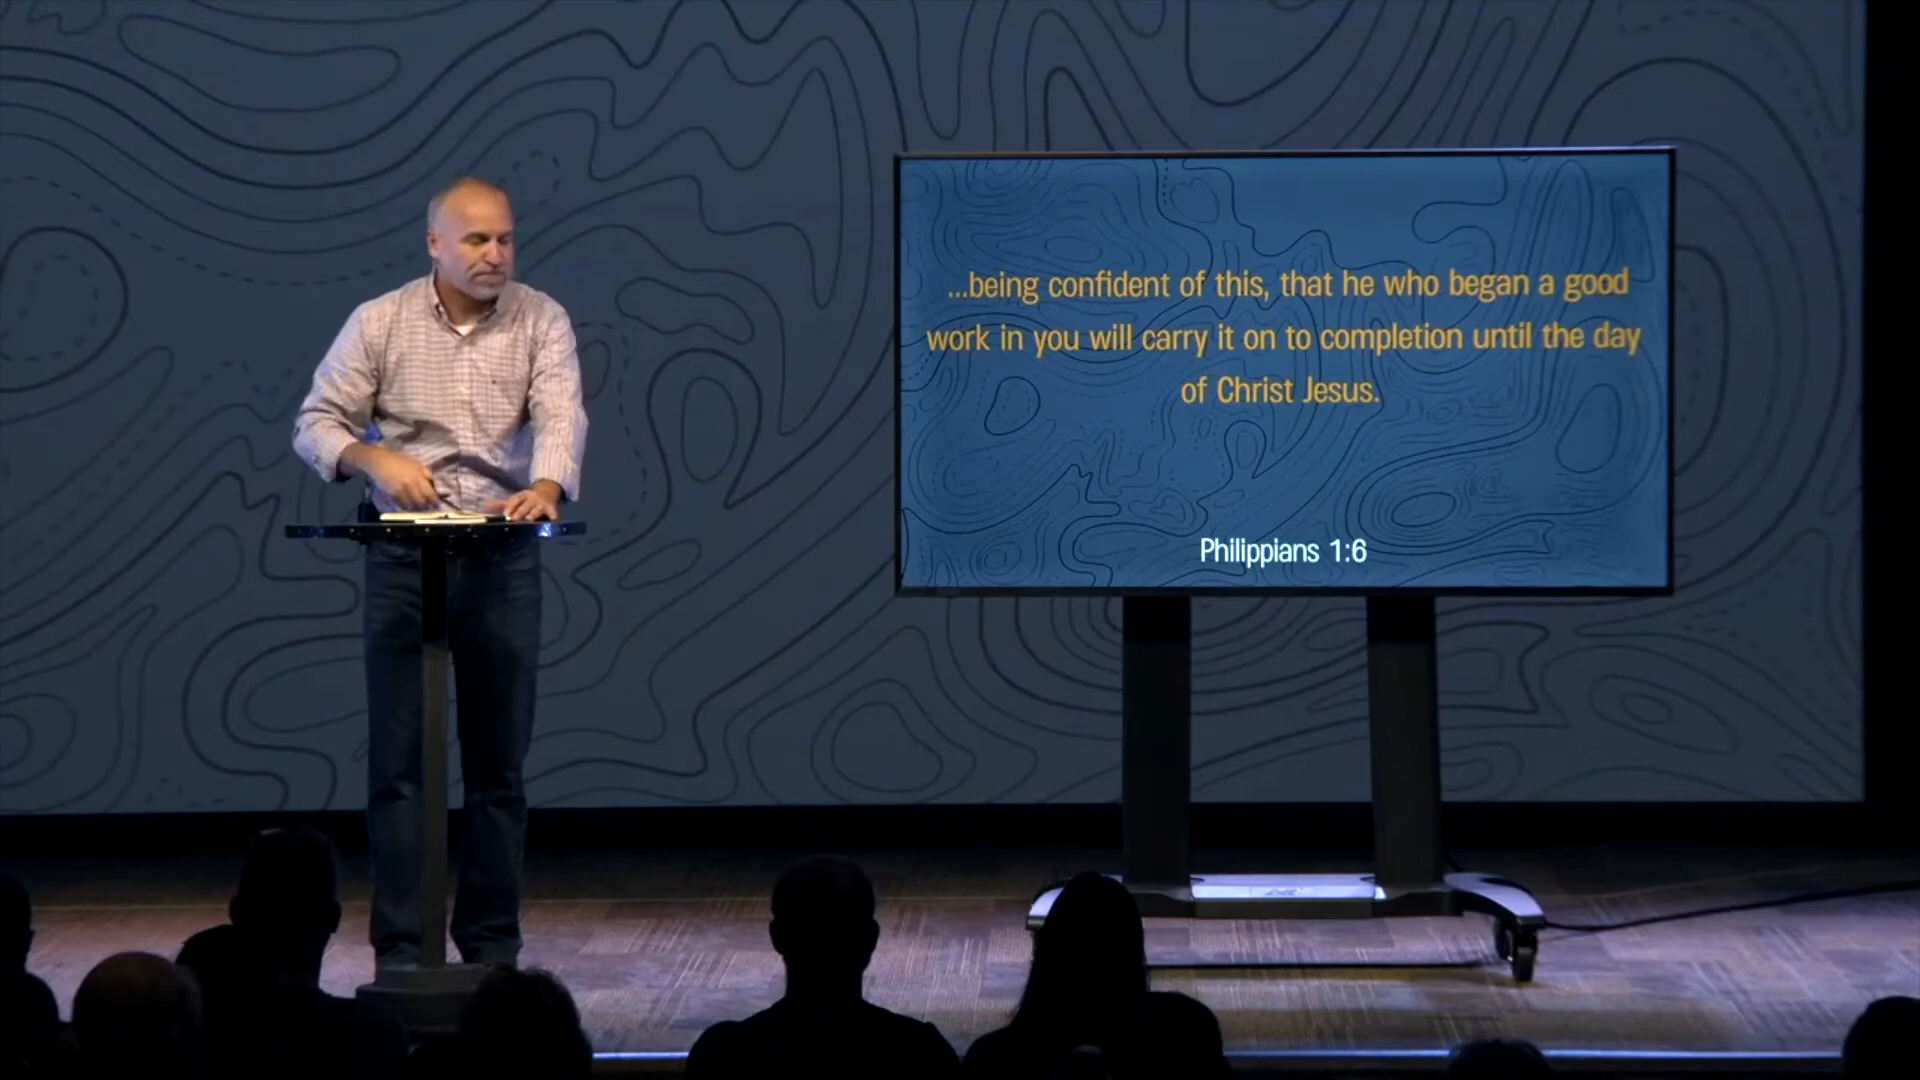 ...being confident of this, that he who began a good
work in you will carry it on to completion until the day
of Christ Jesus.
Philippians 1:6